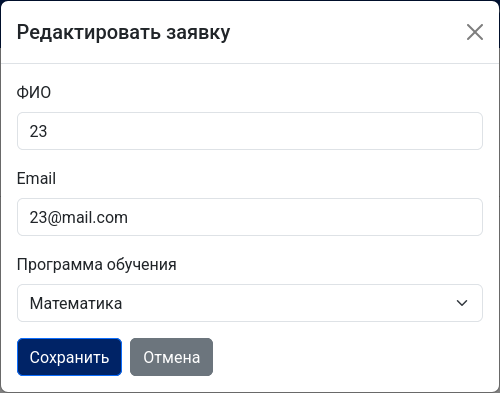 Редактировать заявку
ФИО
23
Email
23@mail.com
Программа обучения
Математика
Сохранить
Отмена